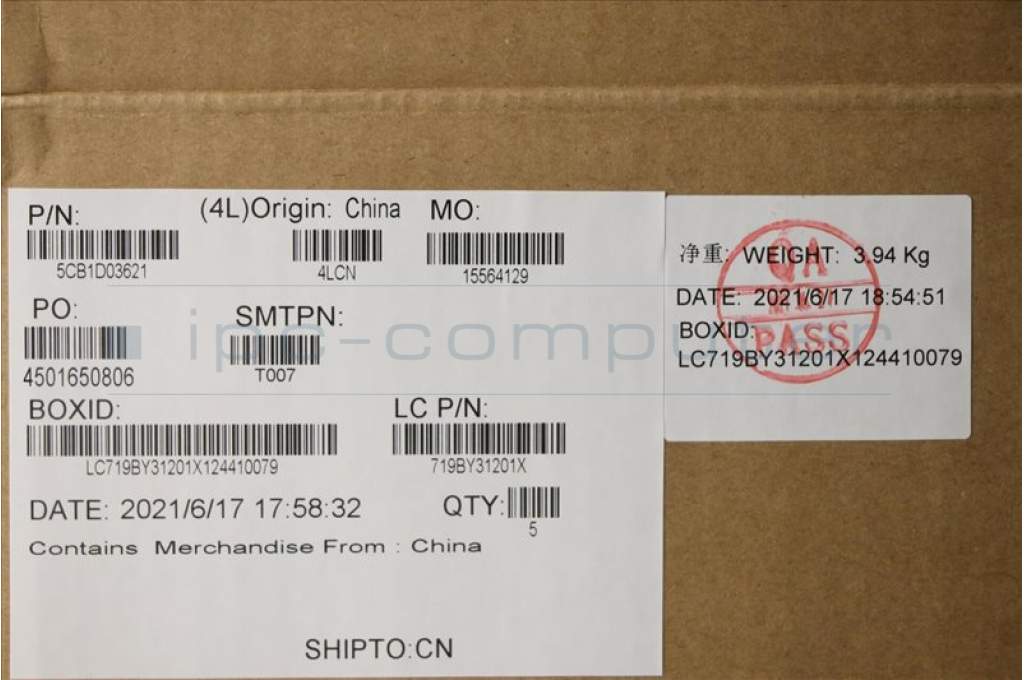 P/N: (4L)Origin: China MO:
5CB1D03621 4LCN 15564129
PO: SMTPN:
4501650806 T007
BOXID: LC P/N:
LC719BY31201X124410079 719BY31201X
DATE: 2021/6/17 17:58:32 QTY:
5
Contains Merchandise From : China
SHIPTO:CN
净重: WEIGHT: 3.94 Kg
DATE: 2021/6/17 18:54:51
BOXID:
LC719BY31201X124410079
QA
PASS
ipc-computer